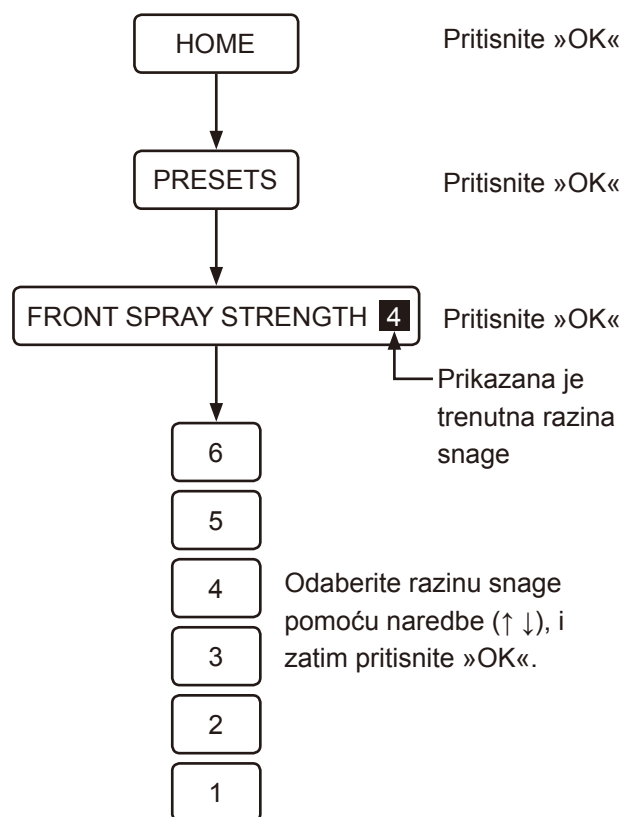 HOME
Pritisnite »OK«
PRESETS
Pritisnite »OK«
FRONT SPRAY STRENGTH 4
Pritisnite »OK«
Prikazana je
trenutna razina
snage
6
5
4
Odaberite razinu snage
pomoću naredbe (↑ ↓), i
zatim pritisnite »OK«.
3
2
1